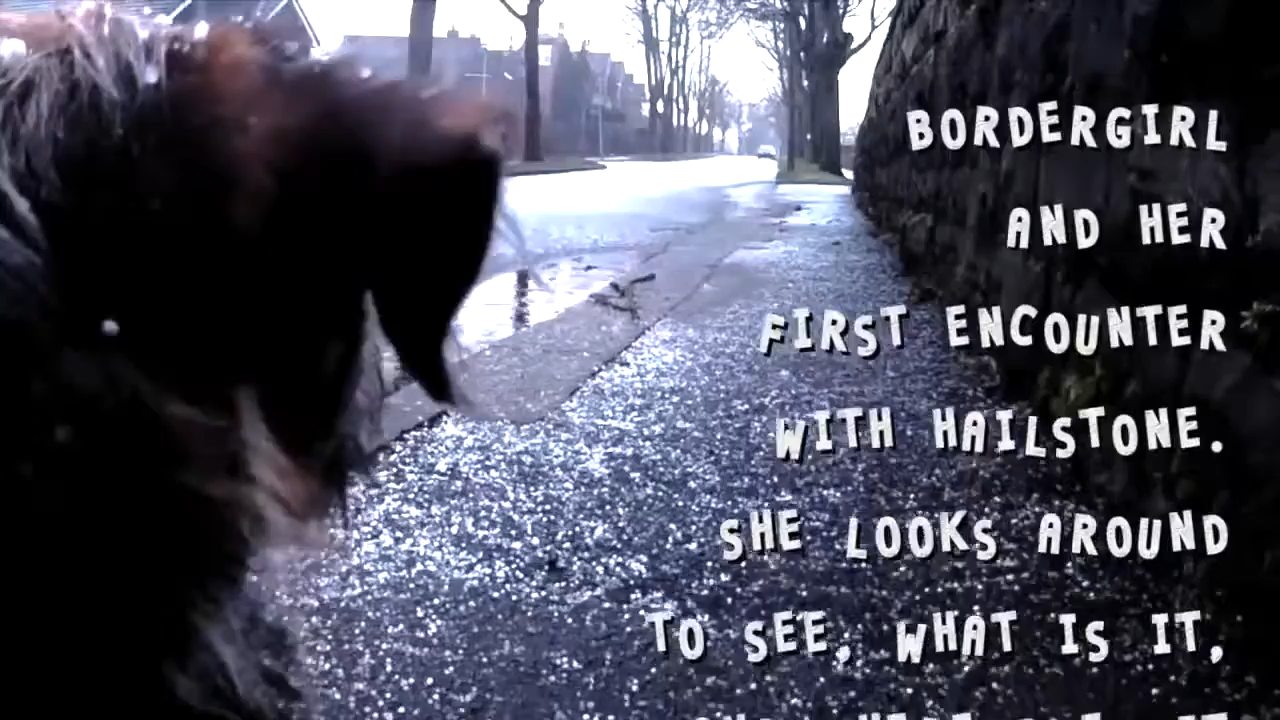 BORDERGIRL
AND HER
FIRST ENCOUNTER
WITH HAILSTONE.
SHE LOOKS AROUND
TO SEE, WHAT IS IT,